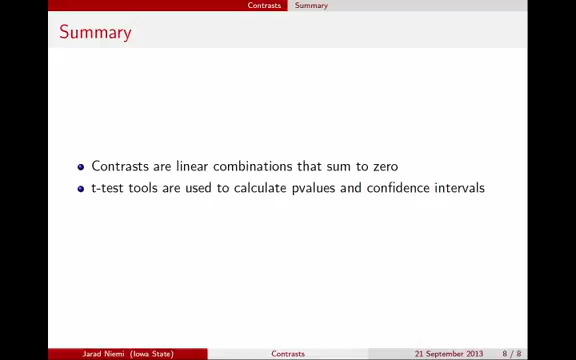 Contrasts Summary
Summary
Contrasts are linear combinations that sum to zero
t-test tools are used to calculate pvalues and confidence intervals
Jarad Niemi (Iowa State) Contrasts 21 September 2013 8 / 8